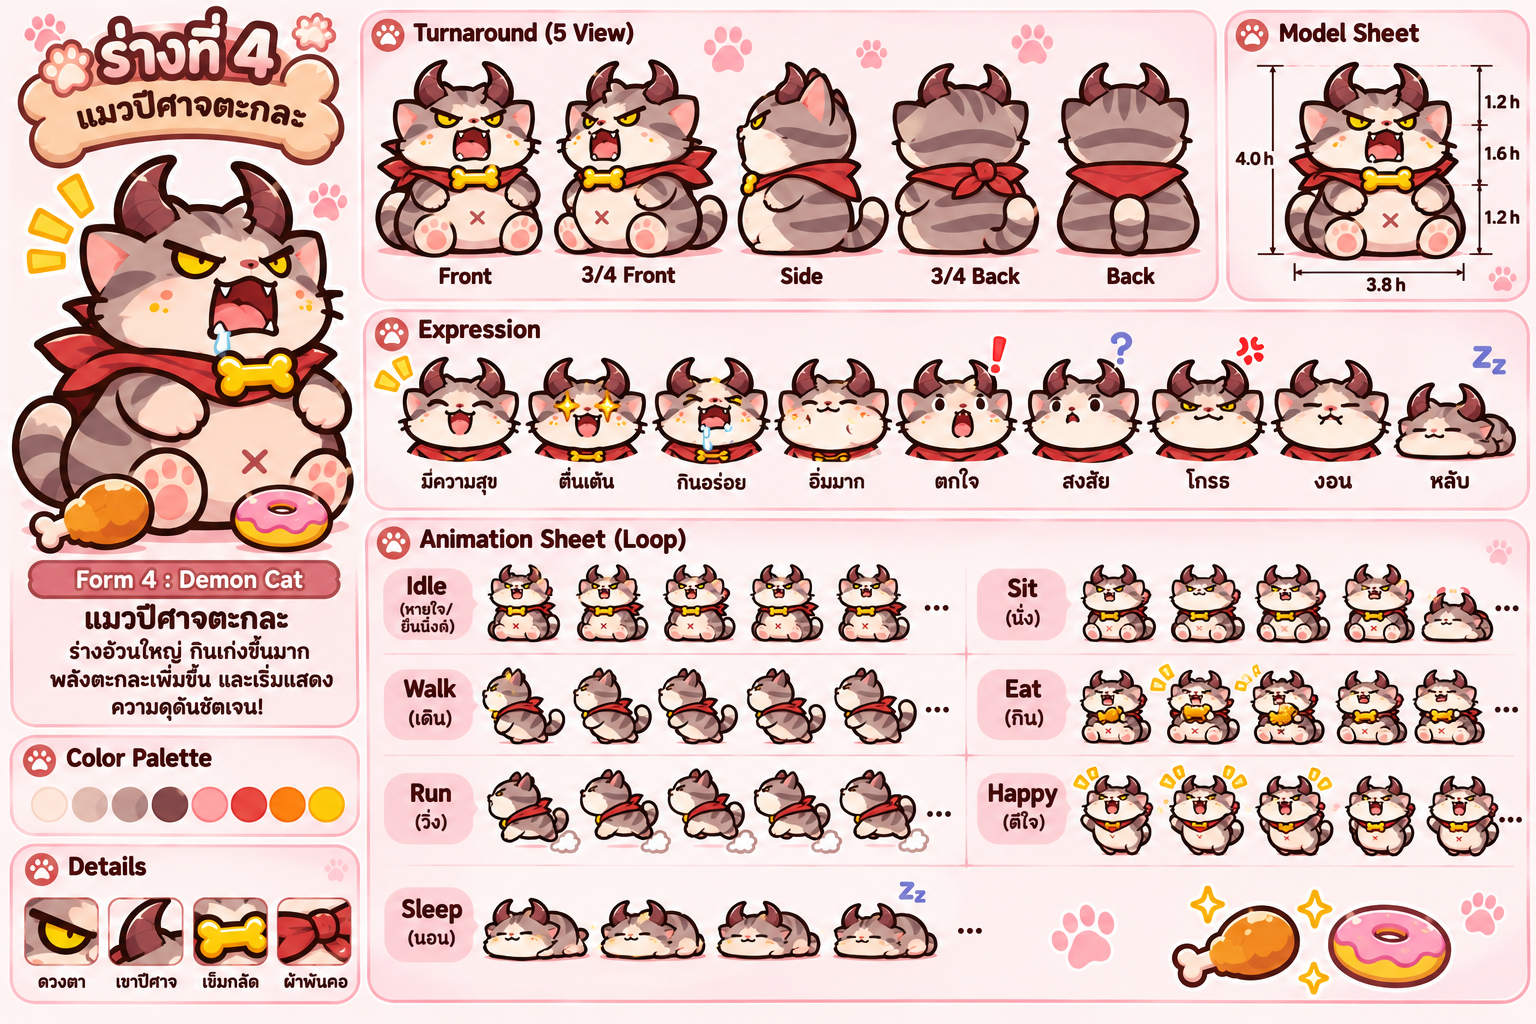 ร่างที่ 4
แมวปีศาจตะกละ
Form 4 : Demon Cat
แมวปีศาจตะกละ
ร่างอ้วนใหญ่ กินเก่งขึ้นมาก
พลังตะกละเพิ่มขึ้น และเริ่มแสดง
ความดุดันชัดเจน!
Color Palette
Details
ดวงตา
เขาปีศาจ
เข็มกลัด
ผ้าพันคอ
Turnaround (5 View)
Front
3/4 Front
Side
3/4 Back
Back
Model Sheet
4.0 h
1.2 h
1.6 h
1.2 h
3.8 h
Expression
!
?
Zz
มีความสุข
ตื่นเต้น
กินอร่อย
อิ่มมาก
ตกใจ
สงสัย
โกรธ
งอน
หลับ
Animation Sheet (Loop)
Idle
(หายใจ/
...
Walk
(เดิน)
...
Run
(วิ่ง)
...
Sleep
(นอน)
Zz
...
Sit
(นั่ง)
...
Eat
(กิน)
...
Happy
(ดีใจ)
...